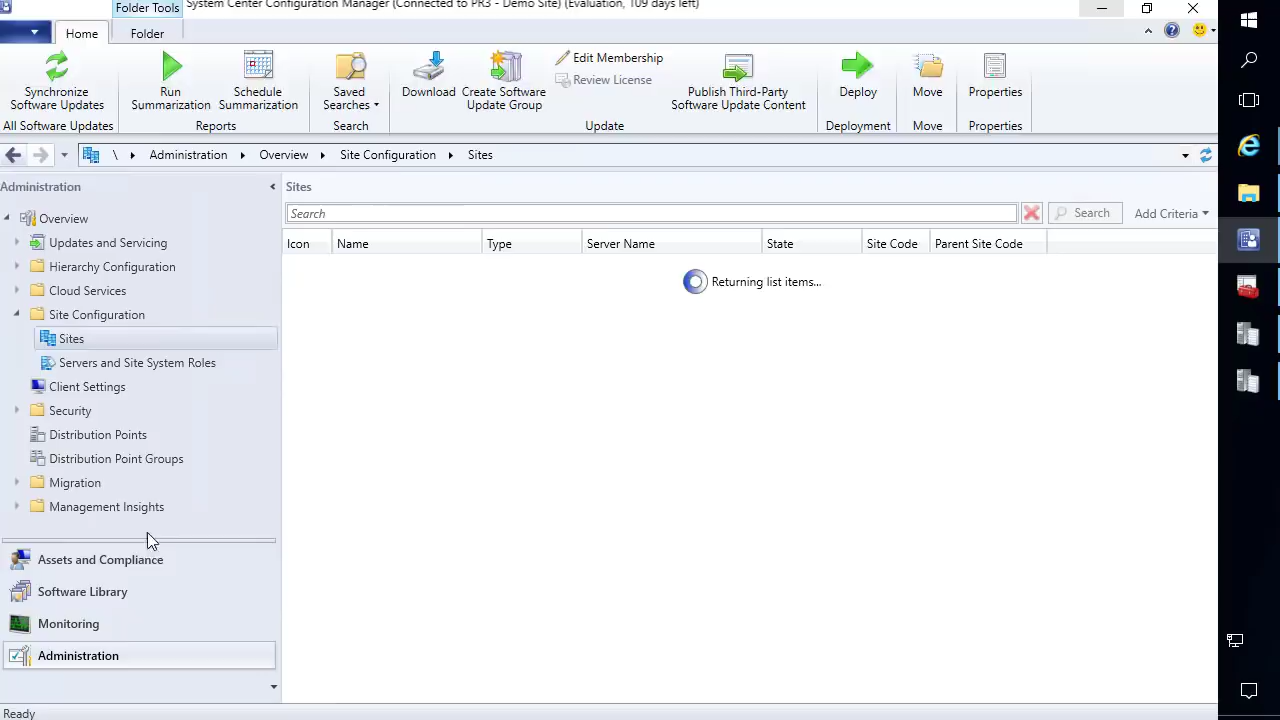 Folder Tools
System Center Configuration Manager (Connected to PR3 - Demo Site) (Evaluation, 109 days left)
Home
Folder
Synchronize
Software Updates
All Software Updates
Run
Summarization
Schedule
Summarization
Reports
Saved
Searches
Search
Download
Create Software
Update Group
Edit Membership
Review License
Publish Third-Party
Software Update Content
Update
Deploy
Deployment
Move
Move
Properties
Properties
\ Administration Overview Site Configuration Sites
Administration
Overview
Updates and Servicing
Hierarchy Configuration
Cloud Services
Site Configuration
Sites
Servers and Site System Roles
Client Settings
Security
Distribution Points
Distribution Point Groups
Migration
Management Insights
Assets and Compliance
Software Library
Monitoring
Administration
Sites
Search
Search
Add Criteria
Icon Name Type Server Name State Site Code Parent Site Code
Returning list items...
Ready